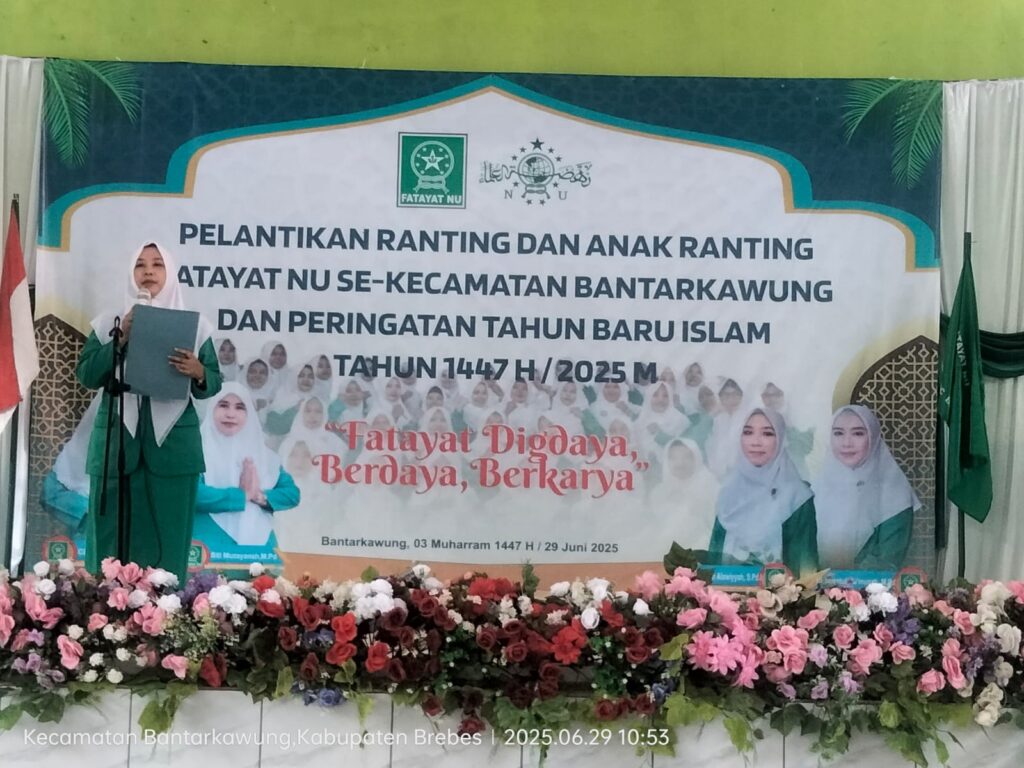 FATAYAT NU
N U
PELANTIKAN RANTING DAN ANAK RANTING
ATAYAT NU SE-KECAMATAN BANTARKAWUNG
DAN PERINGATAN TAHUN BARU ISLAM
TAHUN 1447 H / 2025 M
"Fatayat Digdaya,
Berdaya, Berkarya"
Bantarkawung, 03 Muharram 1447 H / 29 Juni 2025
Kecamatan Bantarkawung,Kabupaten Brebes | 2025.06.29 10:53